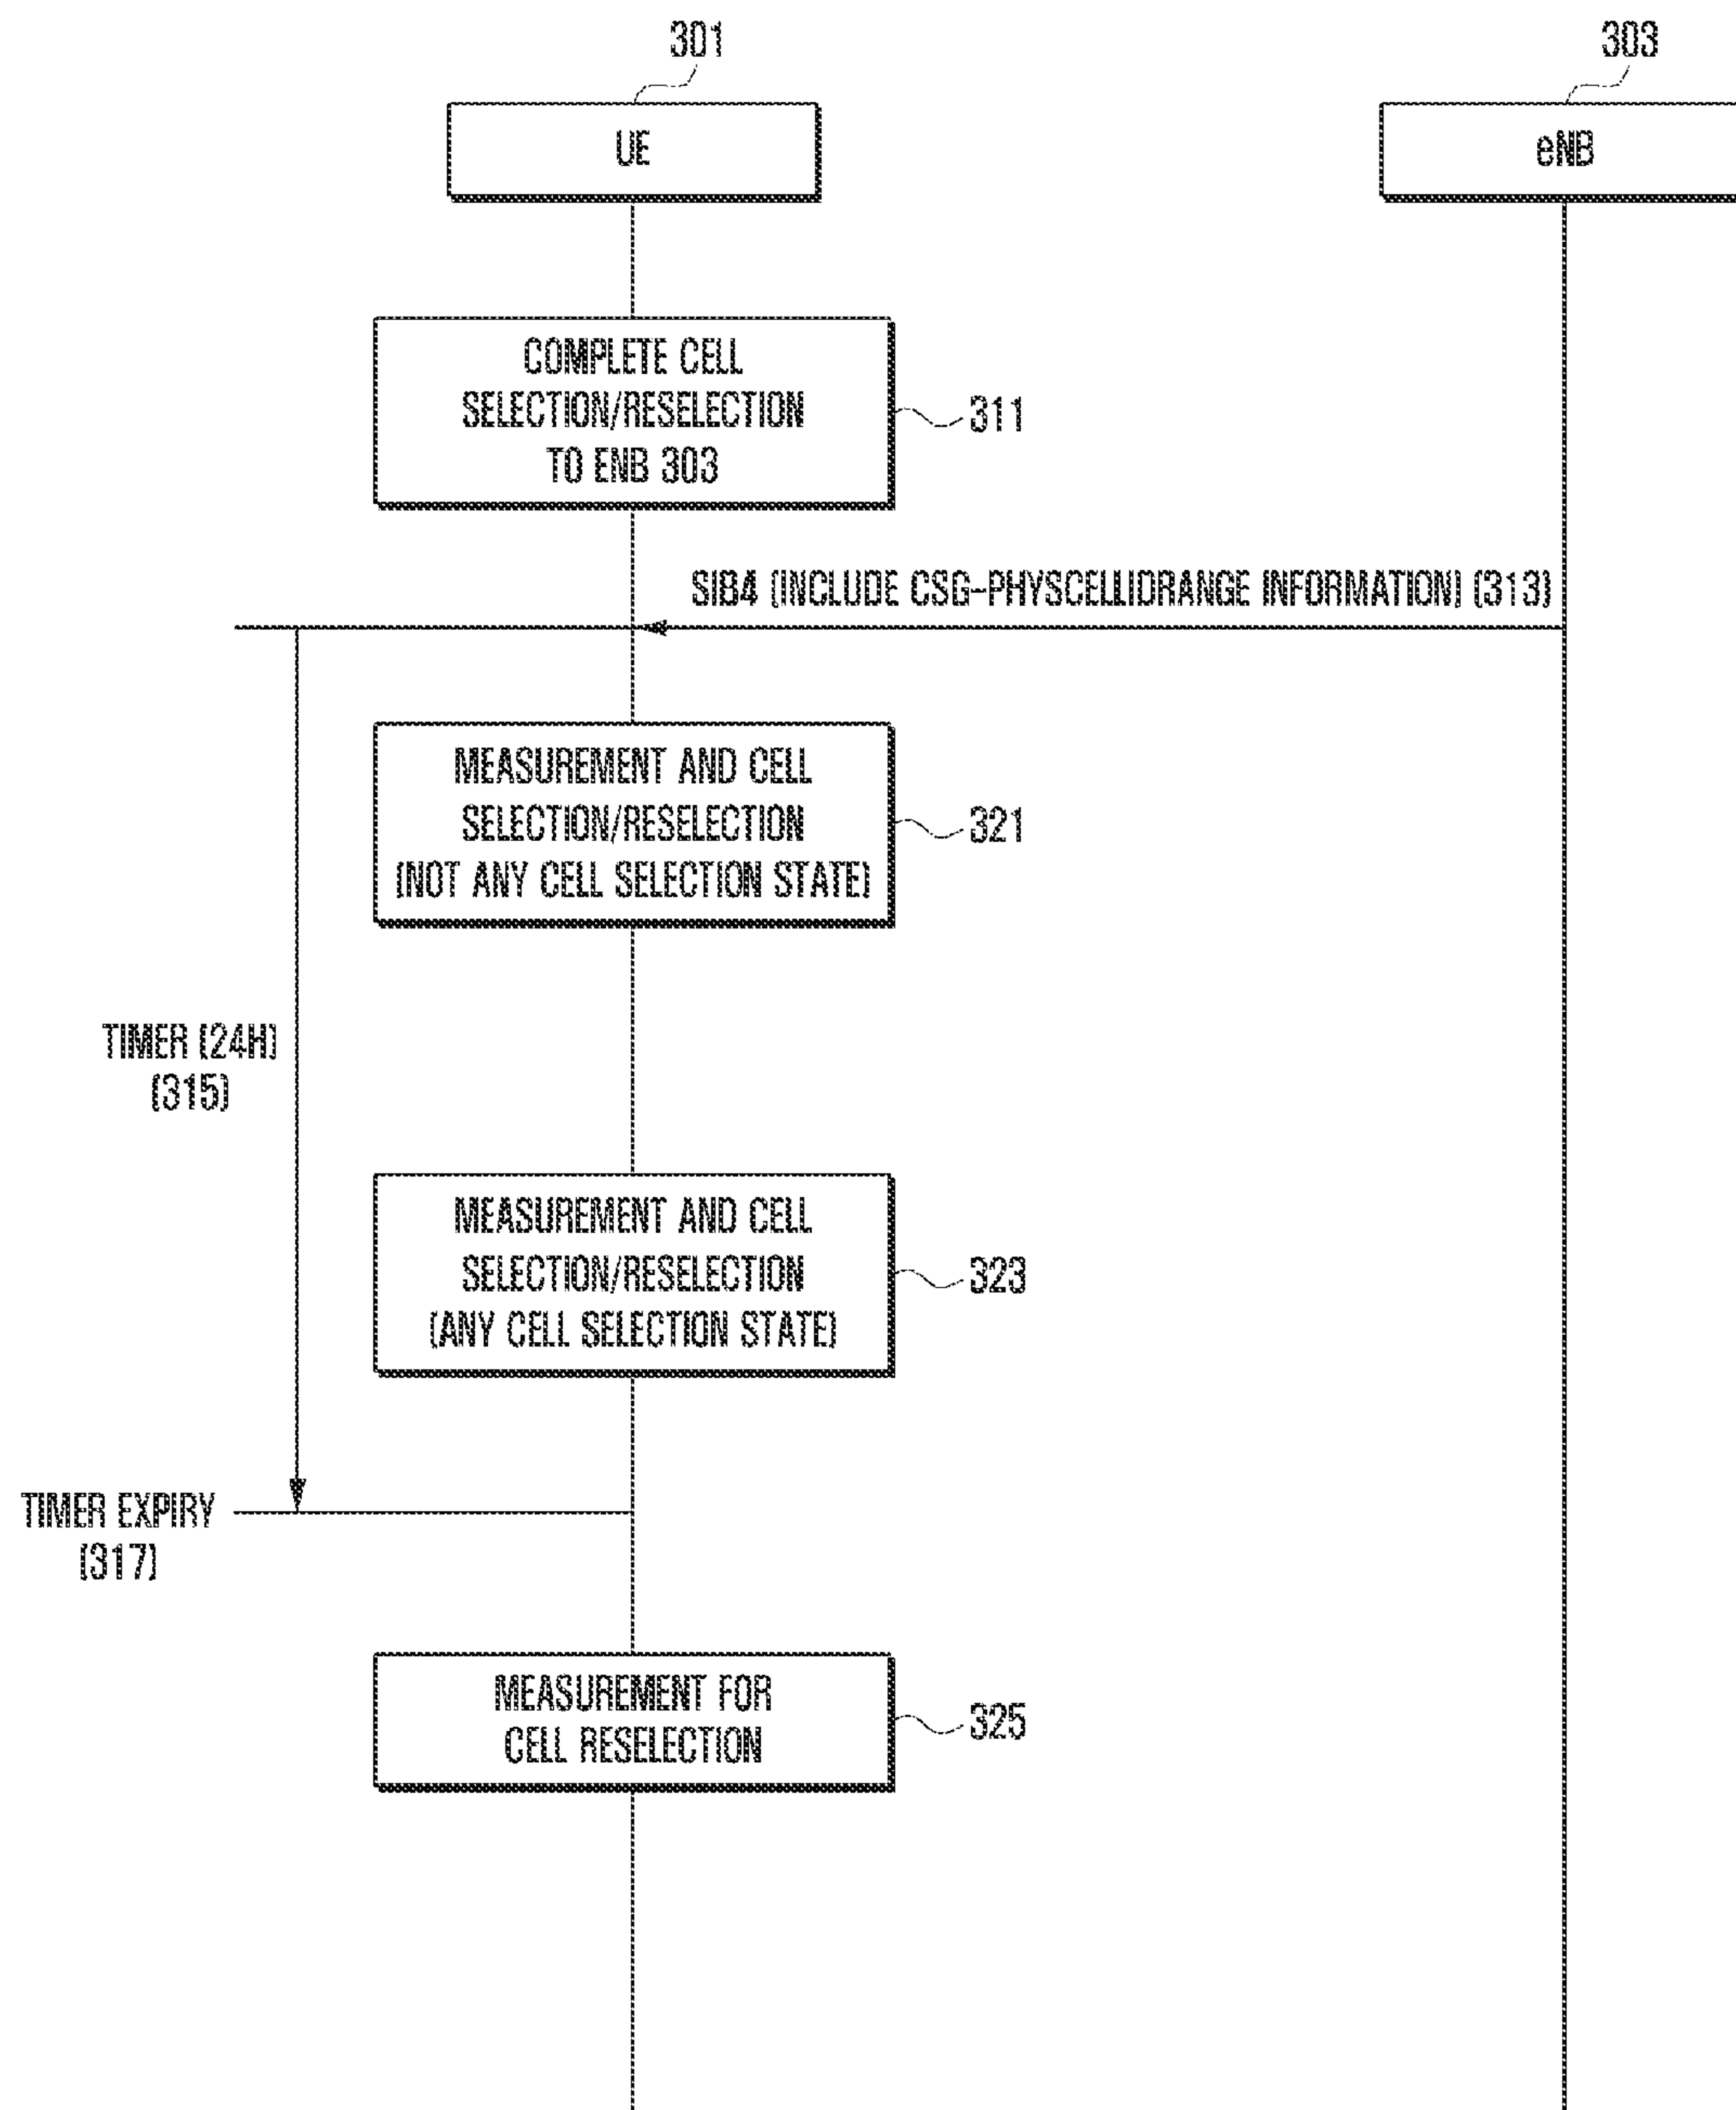 301
303
UE
eNB
COMPLETE CELL
SELECTION/RESELECTION
TO ENB 303
311
SIB4 (INCLUDE CSG-PHYSCELLIDRANGE INFORMATION) (313)
MEASUREMENT AND CELL
SELECTION/RESELECTION
(NOT ANY CELL SELECTION STATE)
321
TIMER (24H)
(315)
MEASUREMENT AND CELL
SELECTION/RESELECTION
(ANY CELL SELECTION STATE)
323
TIMER EXPIRY
(317)
MEASUREMENT FOR
CELL RESELECTION
325